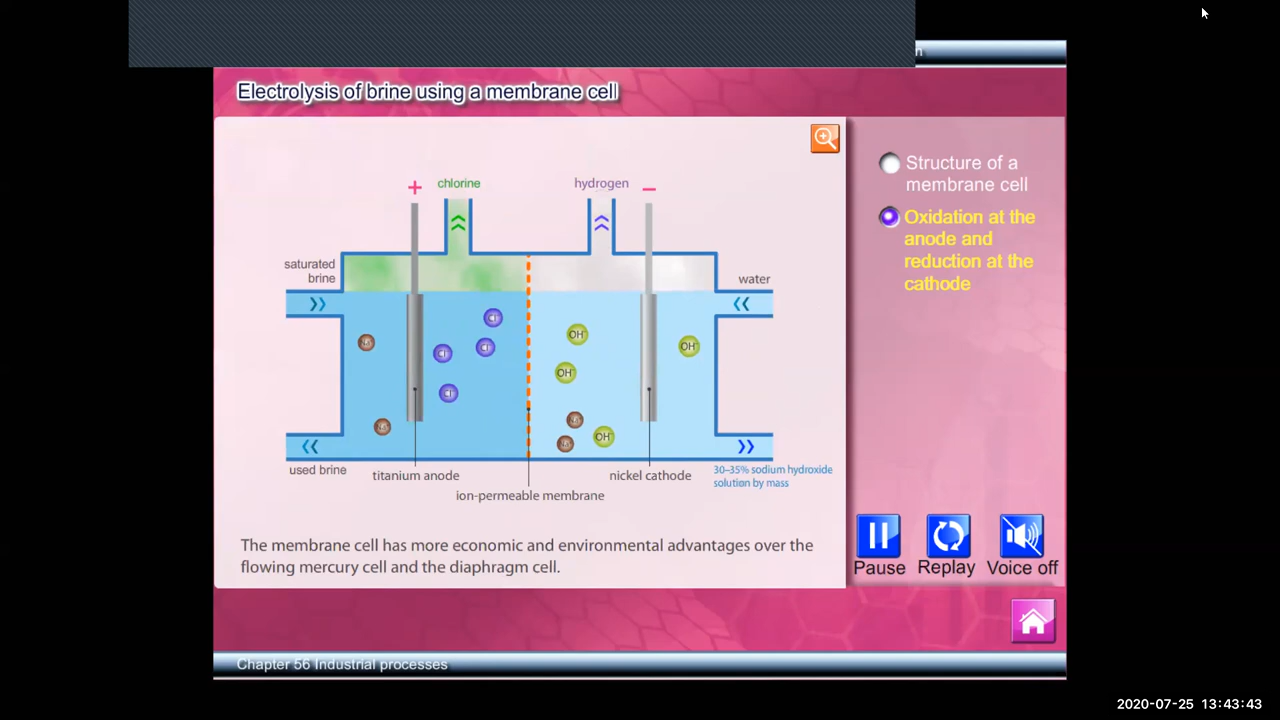 n
Electrolysis of brine using a membrane cell
Structure of a
membrane cell
Oxidation at the
anode and
reduction at the
cathode
+
chlorine
hydrogen
−
saturated
brine
water
OH⁻
OH⁻
OH⁻
OH⁻
used brine
titanium anode
ion-permeable membrane
nickel cathode
30–35% sodium hydroxide
solution by mass
The membrane cell has more economic and environmental advantages over the
flowing mercury cell and the diaphragm cell.
Pause
Replay
Voice off
Chapter 56 Industrial processes
2020-07-25 13:43:43